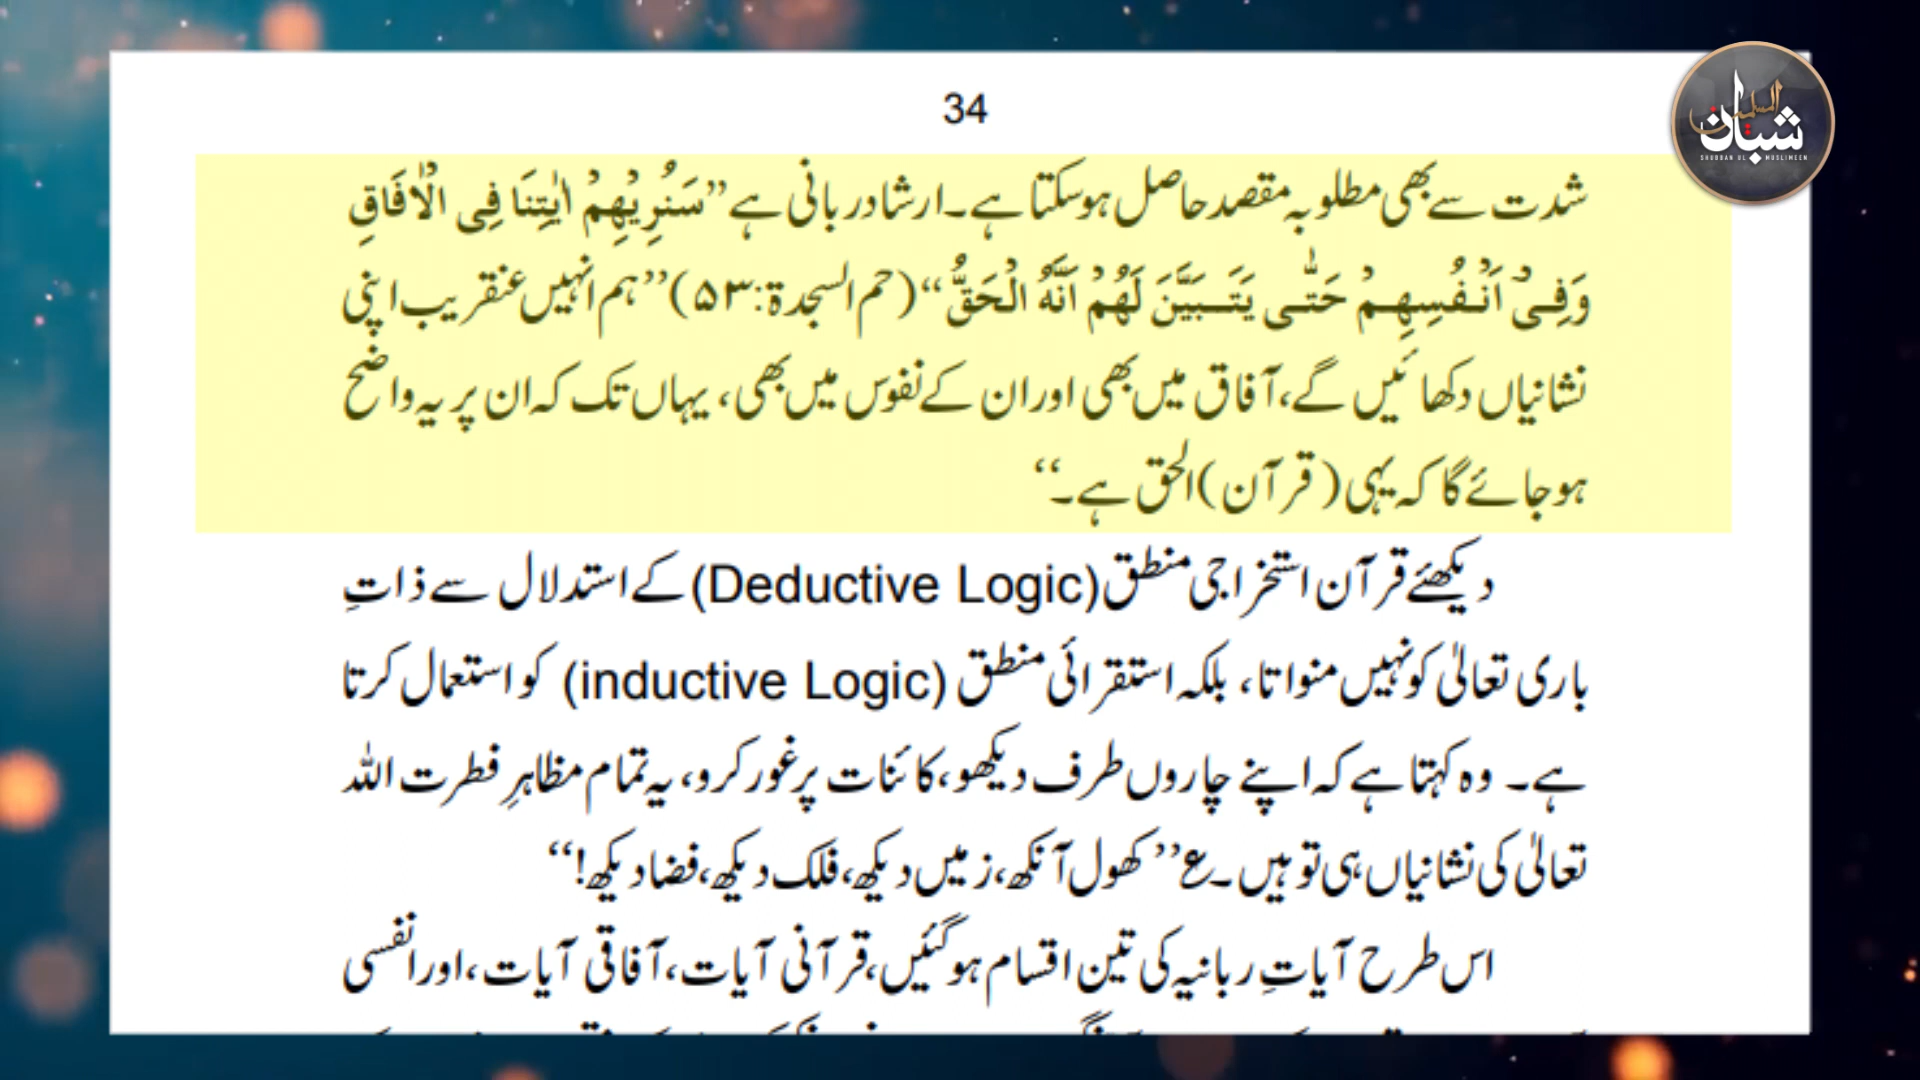 34
شدت سے بھی مطلوبہ مقصد حاصل ہوسکتا ہے۔ ارشاد ربانی ہے ”سَنُرِيْهِمْ اٰيٰتِنَا فِى الْاٰفَاقِ
وَفِىْٓ اَنْفُسِهِمْ حَتّٰى يَتَبَيَّنَ لَهُمْ اَنَّهُ الْحَقُّ“ (حم السجدۃ:۵۳) ”ہم انہیں عنقریب اپنی
نشانیاں دکھائیں گے، آفاق میں بھی اور ان کے نفوس میں بھی، یہاں تک کہ ان پر یہ واضح
ہوجائے گا کہ یہی (قرآن) الحق ہے۔“
دیکھئے قرآن استخراجی منطق (Deductive Logic) کے استدلال سے ذاتِ
باری تعالیٰ کو نہیں منواتا، بلکہ استقرائی منطق (inductive Logic) کو استعمال کرتا
ہے۔ وہ کہتا ہے کہ اپنے چاروں طرف دیکھو، کائنات پر غور کرو، یہ تمام مظاہرِ فطرت اللہ
تعالیٰ کی نشانیاں ہی تو ہیں۔ ع ”کھول آنکھ، زمیں دیکھ، فلک دیکھ، فضا دیکھ!“
اس طرح آیاتِ ربانیہ کی تین اقسام ہوگئیں، قرآنی آیات، آفاقی آیات، اور انفسی
شبان المسلمین
SHUBBAN UL MUSLIMEEN